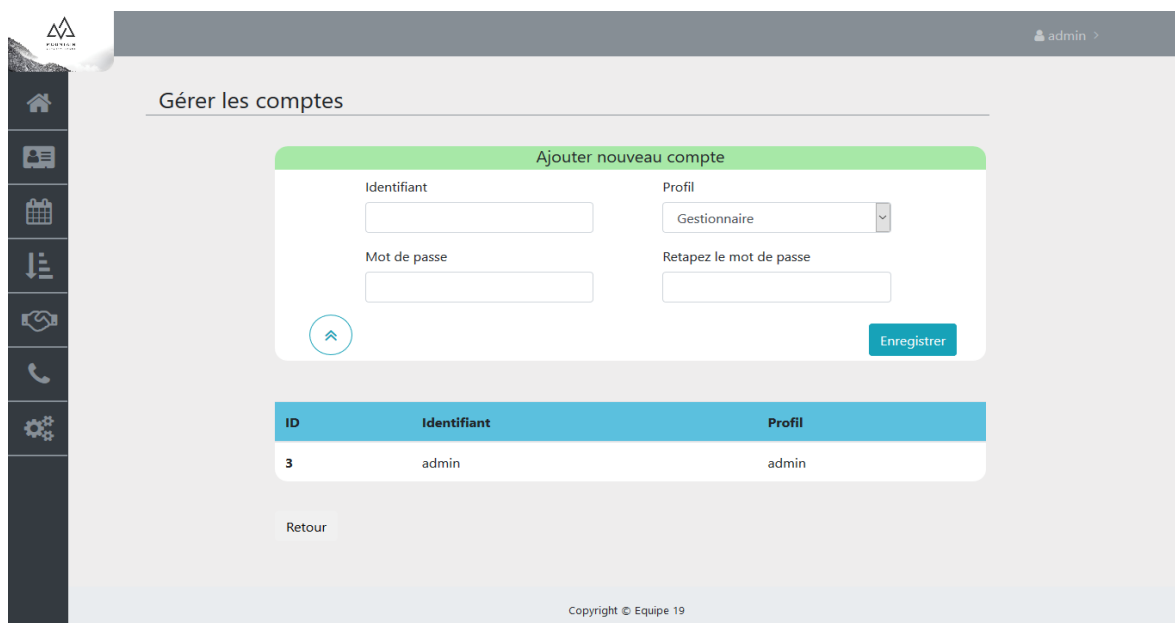 admin
Gérer les comptes
Ajouter nouveau compte
Identifiant Profil
Gestionnaire
Mot de passe Retapez le mot de passe
Enregistrer
ID Identifiant Profil
3 admin admin
Retour
Copyright © Equipe 19